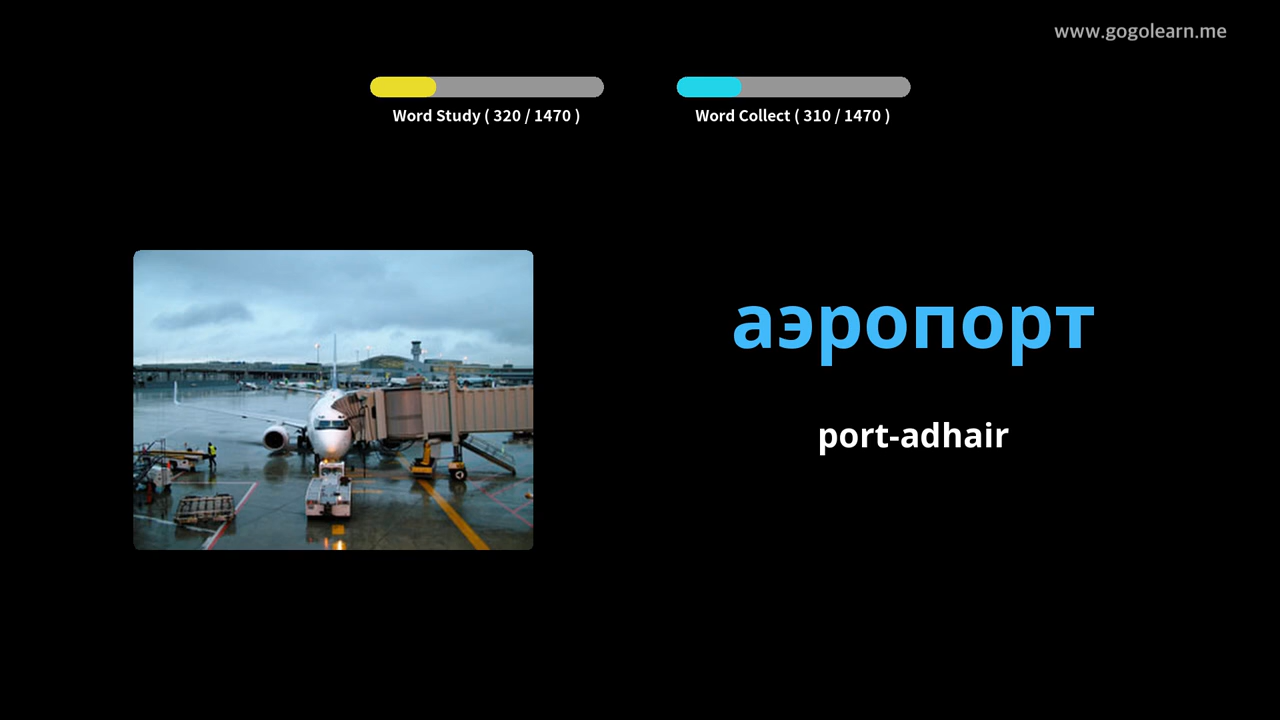 www.gogolearn.me
Word Study ( 320 / 1470 )
Word Collect ( 310 / 1470 )
аэропорт
port-adhair